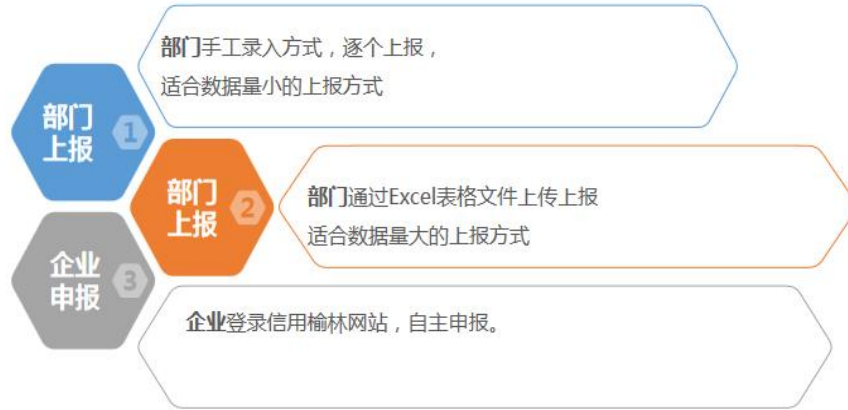 部门手工录入方式，逐个上报，
适合数据量小的上报方式
部门
上报
1
部门
上报
2
部门通过Excel表格文件上传上报
适合数据量大的上报方式
企业
申报
3
企业登录信用榆林网站，自主申报。